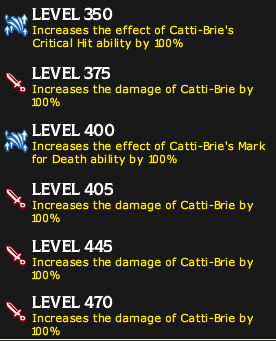 LEVEL 350
Increases the effect of Catti-Brie's
Critical Hit ability by 100%
LEVEL 375
Increases the damage of Catti-Brie by
100%
LEVEL 400
Increases the effect of Catti-Brie's Mark
for Death ability by 100%
LEVEL 405
Increases the damage of Catti-Brie by
100%
LEVEL 445
Increases the damage of Catti-Brie by
100%
LEVEL 470
Increases the damage of Catti-Brie by
100%